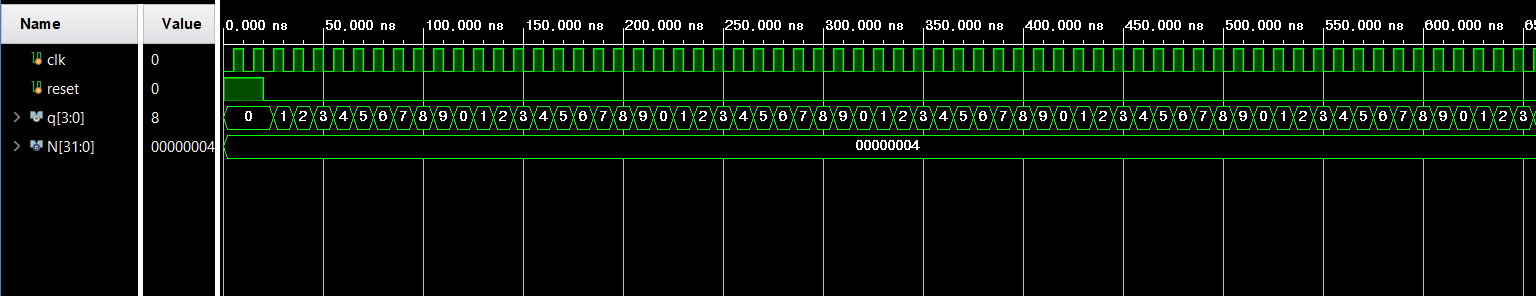 Name Value 0.000 ns 50.000 ns 100.000 ns 150.000 ns 200.000 ns 250.000 ns 300.000 ns 350.000 ns 400.000 ns 450.000 ns 500.000 ns 550.000 ns 600.000 ns
clk 0
reset 0
q[3:0] 8 0 1 2 3 4 5 6 7 8 9 0 1 2 3 4 5 6 7 8 9 0 1 2 3 4 5 6 7 8 9 0 1 2 3 4 5 6 7 8 9 0 1 2 3 4 5 6 7 8 9 0 1 2 3 4 5 6 7 8 9 0 1 2 3
N[31:0] 00000004 00000004